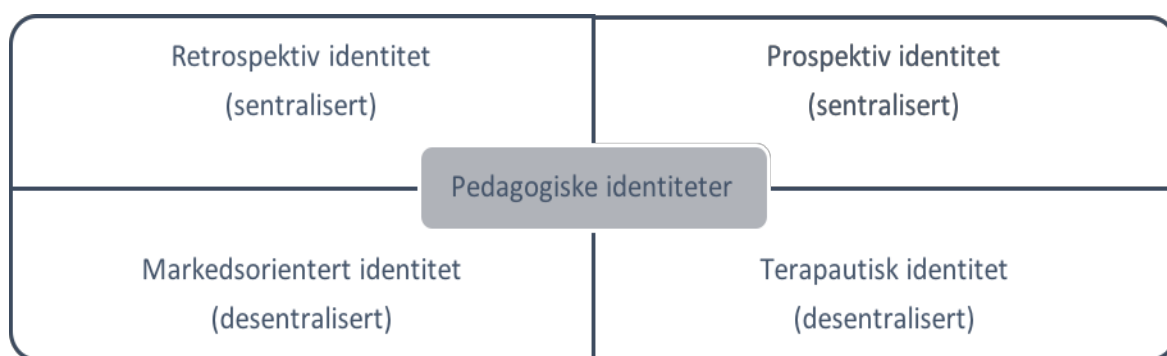 Retrospektiv identitet
(sentralisert)
Prospektiv identitet
(sentralisert)
Pedagogiske identiteter
Markedsorientert identitet
(desentralisert)
Terapautisk identitet
(desentralisert)